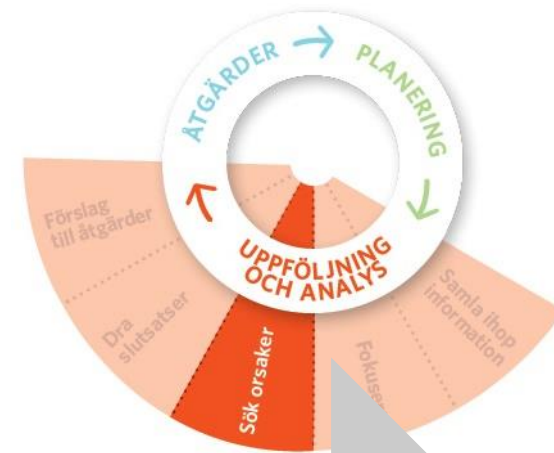 ÅTGÄRDER
PLANERING
UPPFÖLJNING
OCH ANALYS
Förslag
till åtgärder
Dra
slutsatser
Sök orsaker
Samla ihop
information